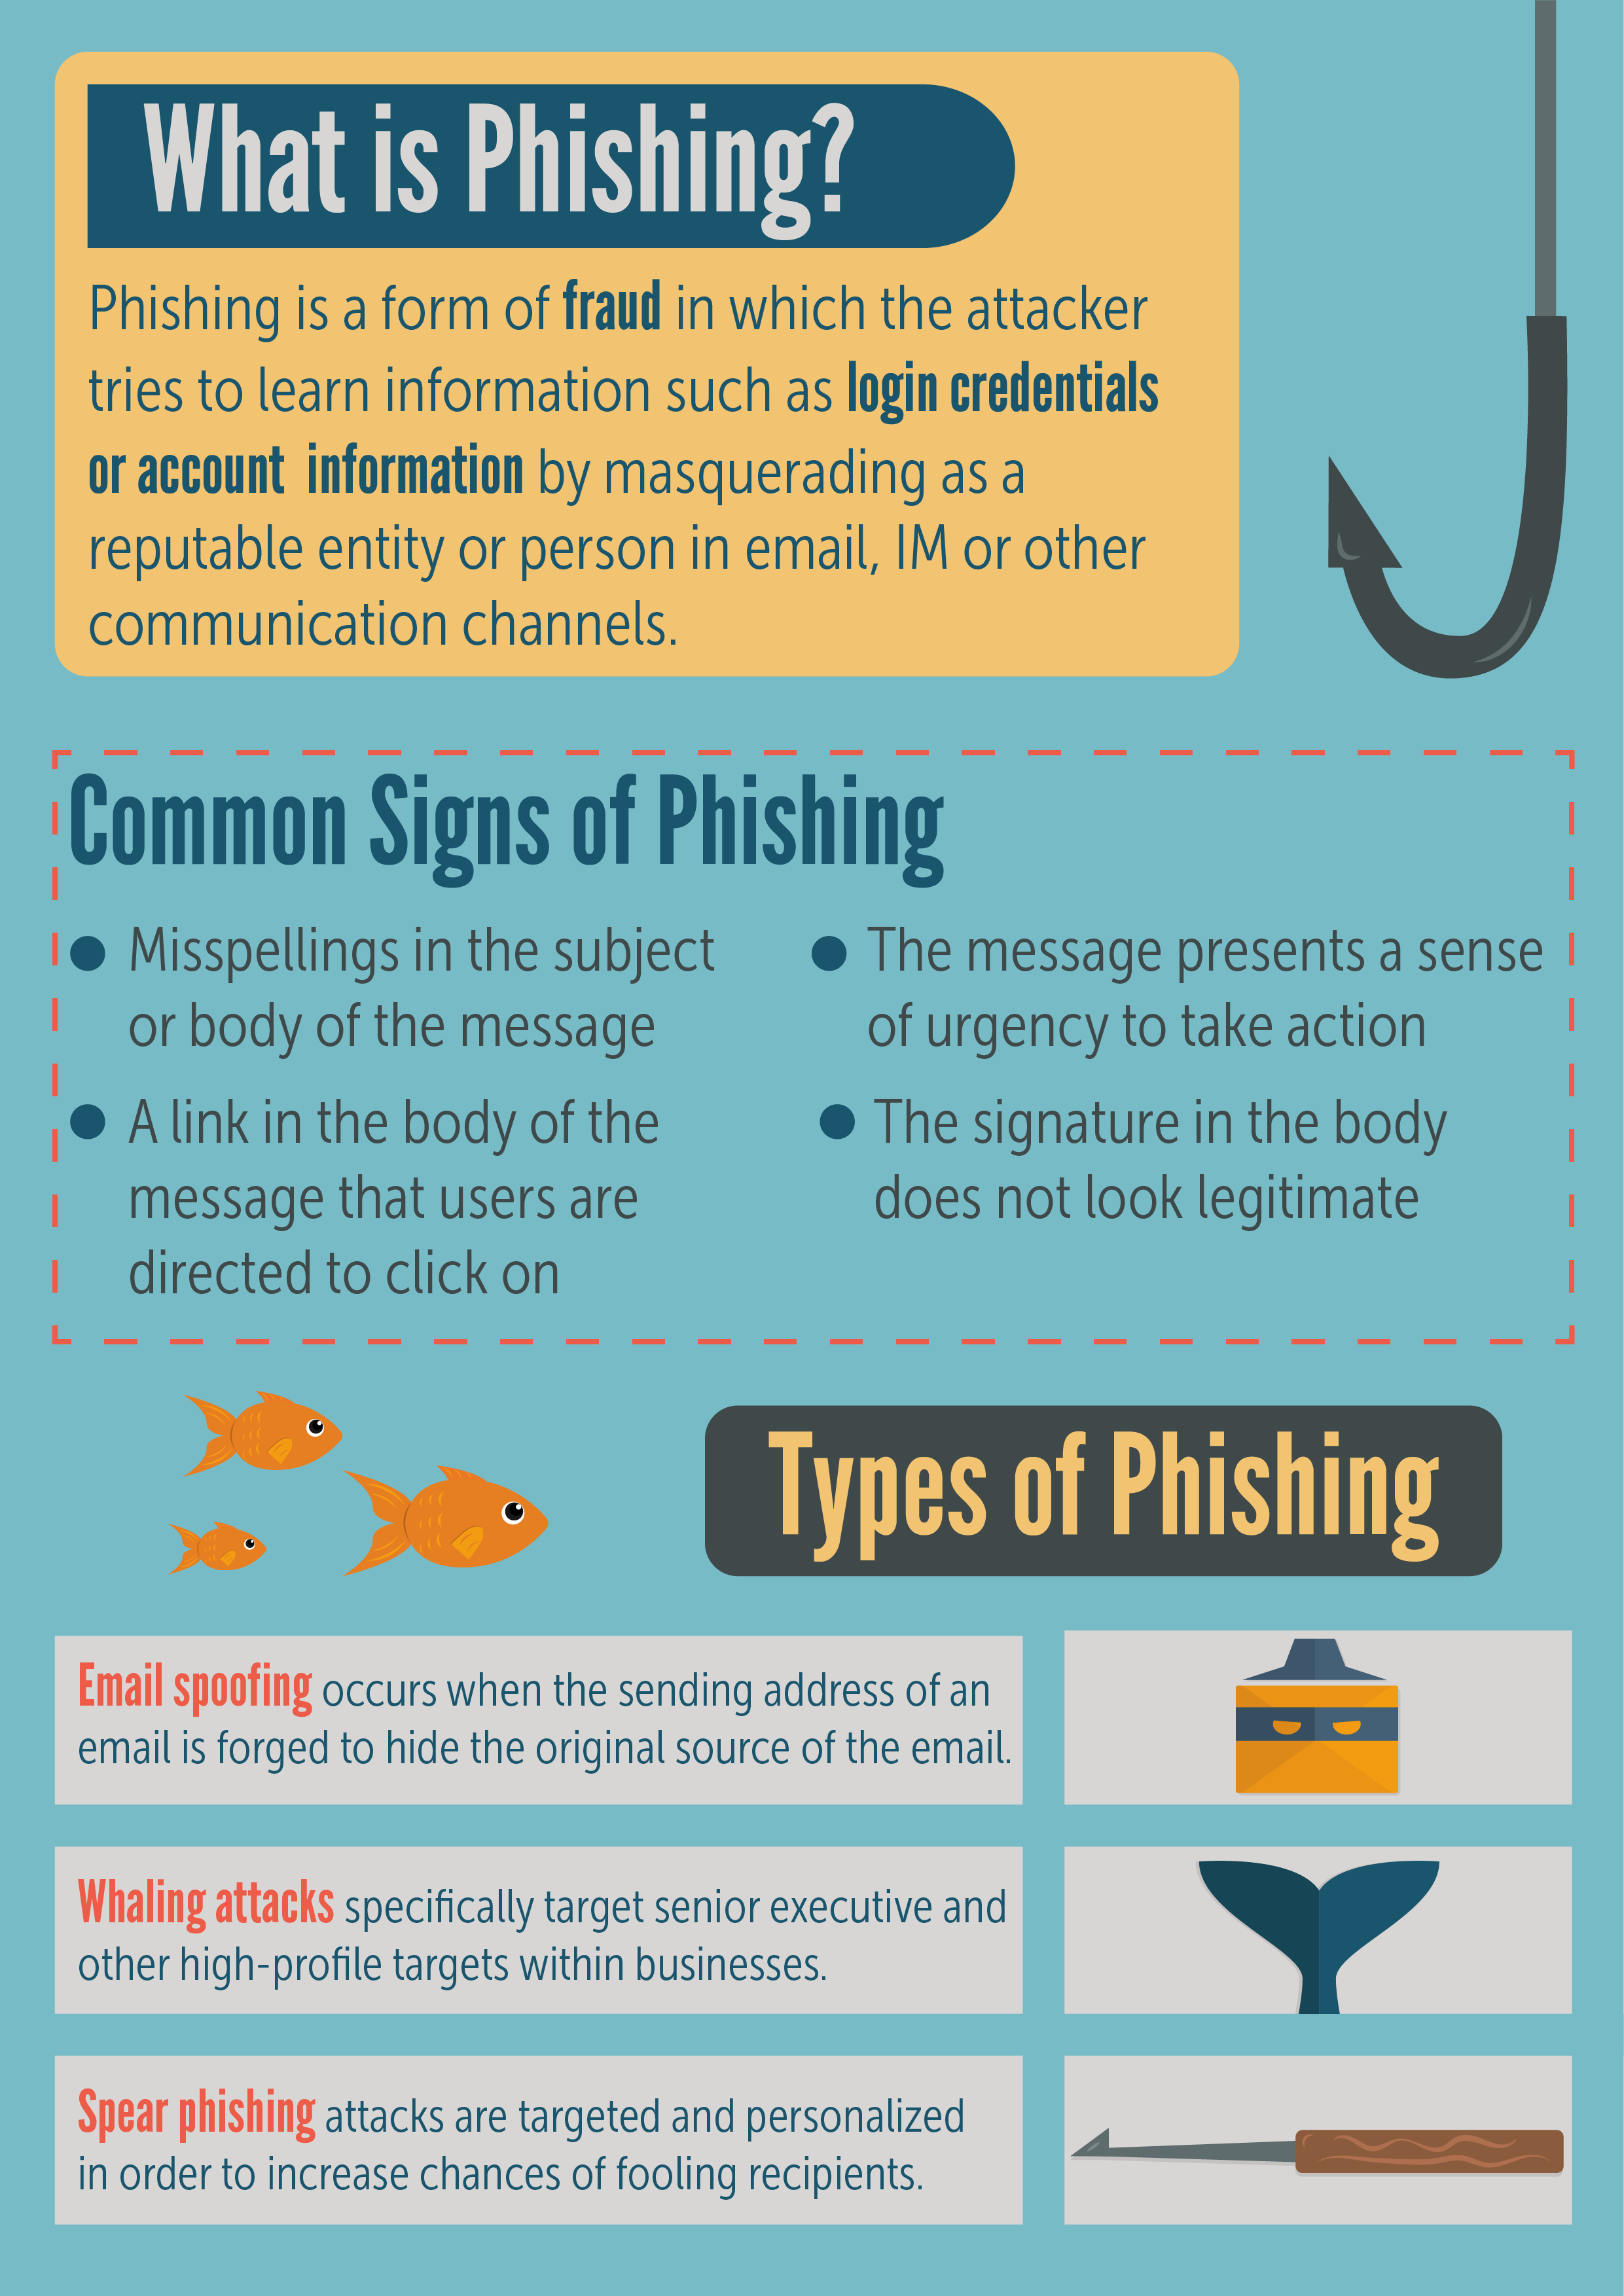 What is Phishing?
Phishing is a form of fraud in which the attacker
tries to learn information such as login credentials
or account information by masquerading as a
reputable entity or person in email, IM or other
communication channels.
Common Signs of Phishing
● Misspellings in the subject
or body of the message
● A link in the body of the
message that users are
directed to click on
● The message presents a sense
of urgency to take action
● The signature in the body
does not look legitimate
Types of Phishing
Email spoofing occurs when the sending address of an
email is forged to hide the original source of the email.
Whaling attacks specifically target senior executive and
other high-profile targets within businesses.
Spear phishing attacks are targeted and personalized
in order to increase chances of fooling recipients.